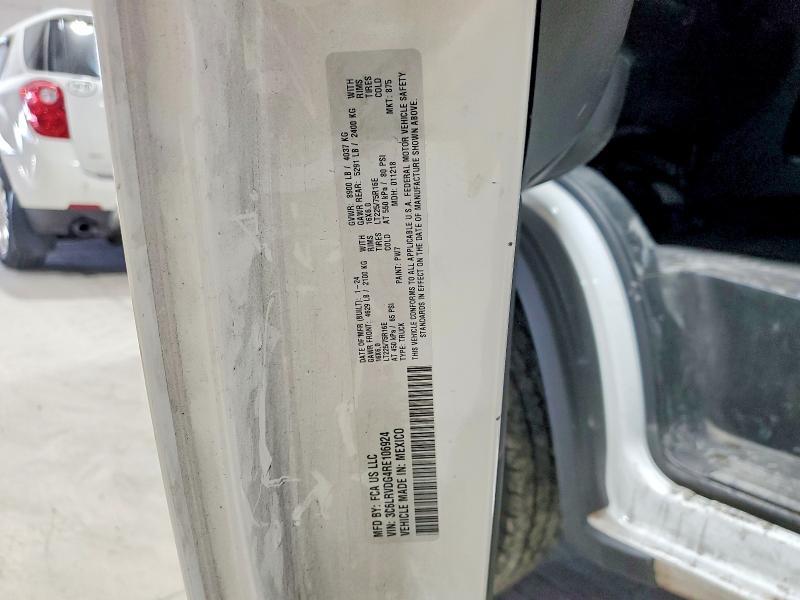 MFD BY: FCA US LLC
VIN: 3C6LRVDG4RE106924
VEHICLE MADE IN: MEXICO
DATE OF MFR (BUILT): 1-24
GVWR: 8900 LB / 4037 KG
GAWR FRONT: 4629 LB / 2100 KG WITH
16X6.0 RIMS
LT225/75R16E TIRES
AT 450 kPa / 65 PSI COLD
GAWR REAR: 5291 LB / 2400 KG WITH
16X6.0 RIMS
LT225/75R16E TIRES
AT 550 kPa / 80 PSI COLD
TYPE: TRUCK PAINT: PW7 MDH: 011218 MKT: 875
THIS VEHICLE CONFORMS TO ALL APPLICABLE U.S.A. FEDERAL MOTOR VEHICLE SAFETY
STANDARDS IN EFFECT ON THE DATE OF MANUFACTURE SHOWN ABOVE.